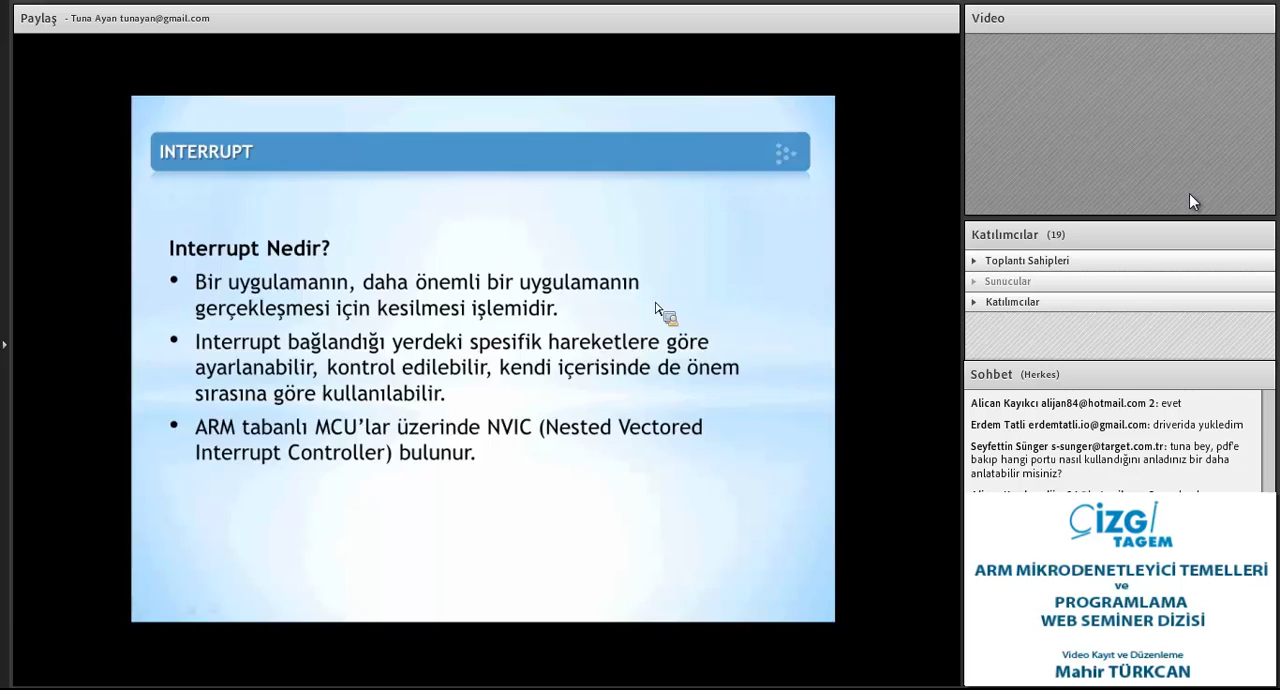 Paylaş - Tuna Ayan tunayan@gmail.com
INTERRUPT
Interrupt Nedir?
• Bir uygulamanın, daha önemli bir uygulamanın
gerçekleşmesi için kesilmesi işlemidir.
• Interrupt bağlandığı yerdeki spesifik hareketlere göre
ayarlanabilir, kontrol edilebilir, kendi içerisinde de önem
sırasına göre kullanılabilir.
• ARM tabanlı MCU’lar üzerinde NVIC (Nested Vectored
Interrupt Controller) bulunur.
Video
Katılımcılar (19)
Toplantı Sahipleri
Sunucular
Katılımcılar
Sohbet (Herkes)
Alican Kayıkcı alijan84@hotmail.com 2: evet
Erdem Tatli erdemtatli.io@gmail.com: driverida yukledim
Seyfettin Sünger s-sunger@target.com.tr: tuna bey, pdf'e
bakıp hangi portu nasıl kullandığını anladınız bir daha
anlatabilir misiniz?
ÇİZGİ
TAGEM
ARM MİKRODENETLEYİCİ TEMELLERİ
ve
PROGRAMLAMA
WEB SEMİNER DİZİSİ
Video Kayıt ve Düzenleme
Mahir TÜRKCAN